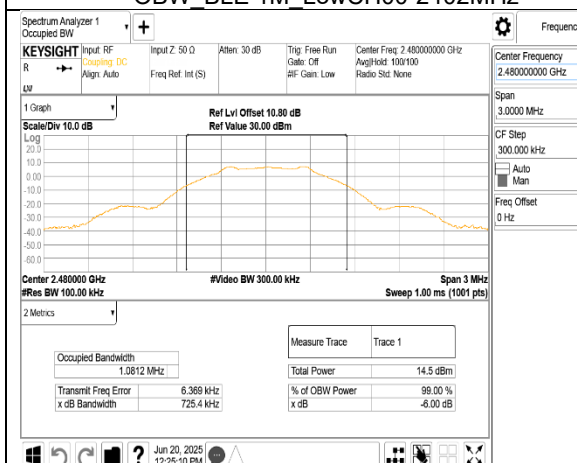 Spectrum Analyzer 1
Occupied BW
Frequenc
KEYSIGHT
R
Input: RF
Coupling: DC
Align: Auto
Input Z: 50 Ω
Freq Ref: Int (S)
Atten: 30 dB
Trig: Free Run
Gate: Off
#IF Gain: Low
Center Freq: 2.480000000 GHz
Avg|Hold: 100/100
Radio Std: None
Center Frequency
2.480000000 GHz
Span
3.0000 MHz
CF Step
300.000 kHz
Auto
Man
Freq Offset
0 Hz
1 Graph
Scale/Div 10.0 dB
Ref Lvl Offset 10.80 dB
Ref Value 30.00 dBm
Log
20.0
10.0
0.00
-10.0
-20.0
-30.0
-40.0
-50.0
-60.0
Center 2.480000 GHz
#Res BW 100.00 kHz
#Video BW 300.00 kHz
Span 3 MHz
Sweep 1.00 ms (1001 pts)
2 Metrics
Occupied Bandwidth
1.0812 MHz
Transmit Freq Error 6.369 kHz
x dB Bandwidth 725.4 kHz
Measure Trace Trace 1
Total Power 14.5 dBm
% of OBW Power 99.00 %
x dB -6.00 dB
Jun 20, 2025
12:25:10 PM